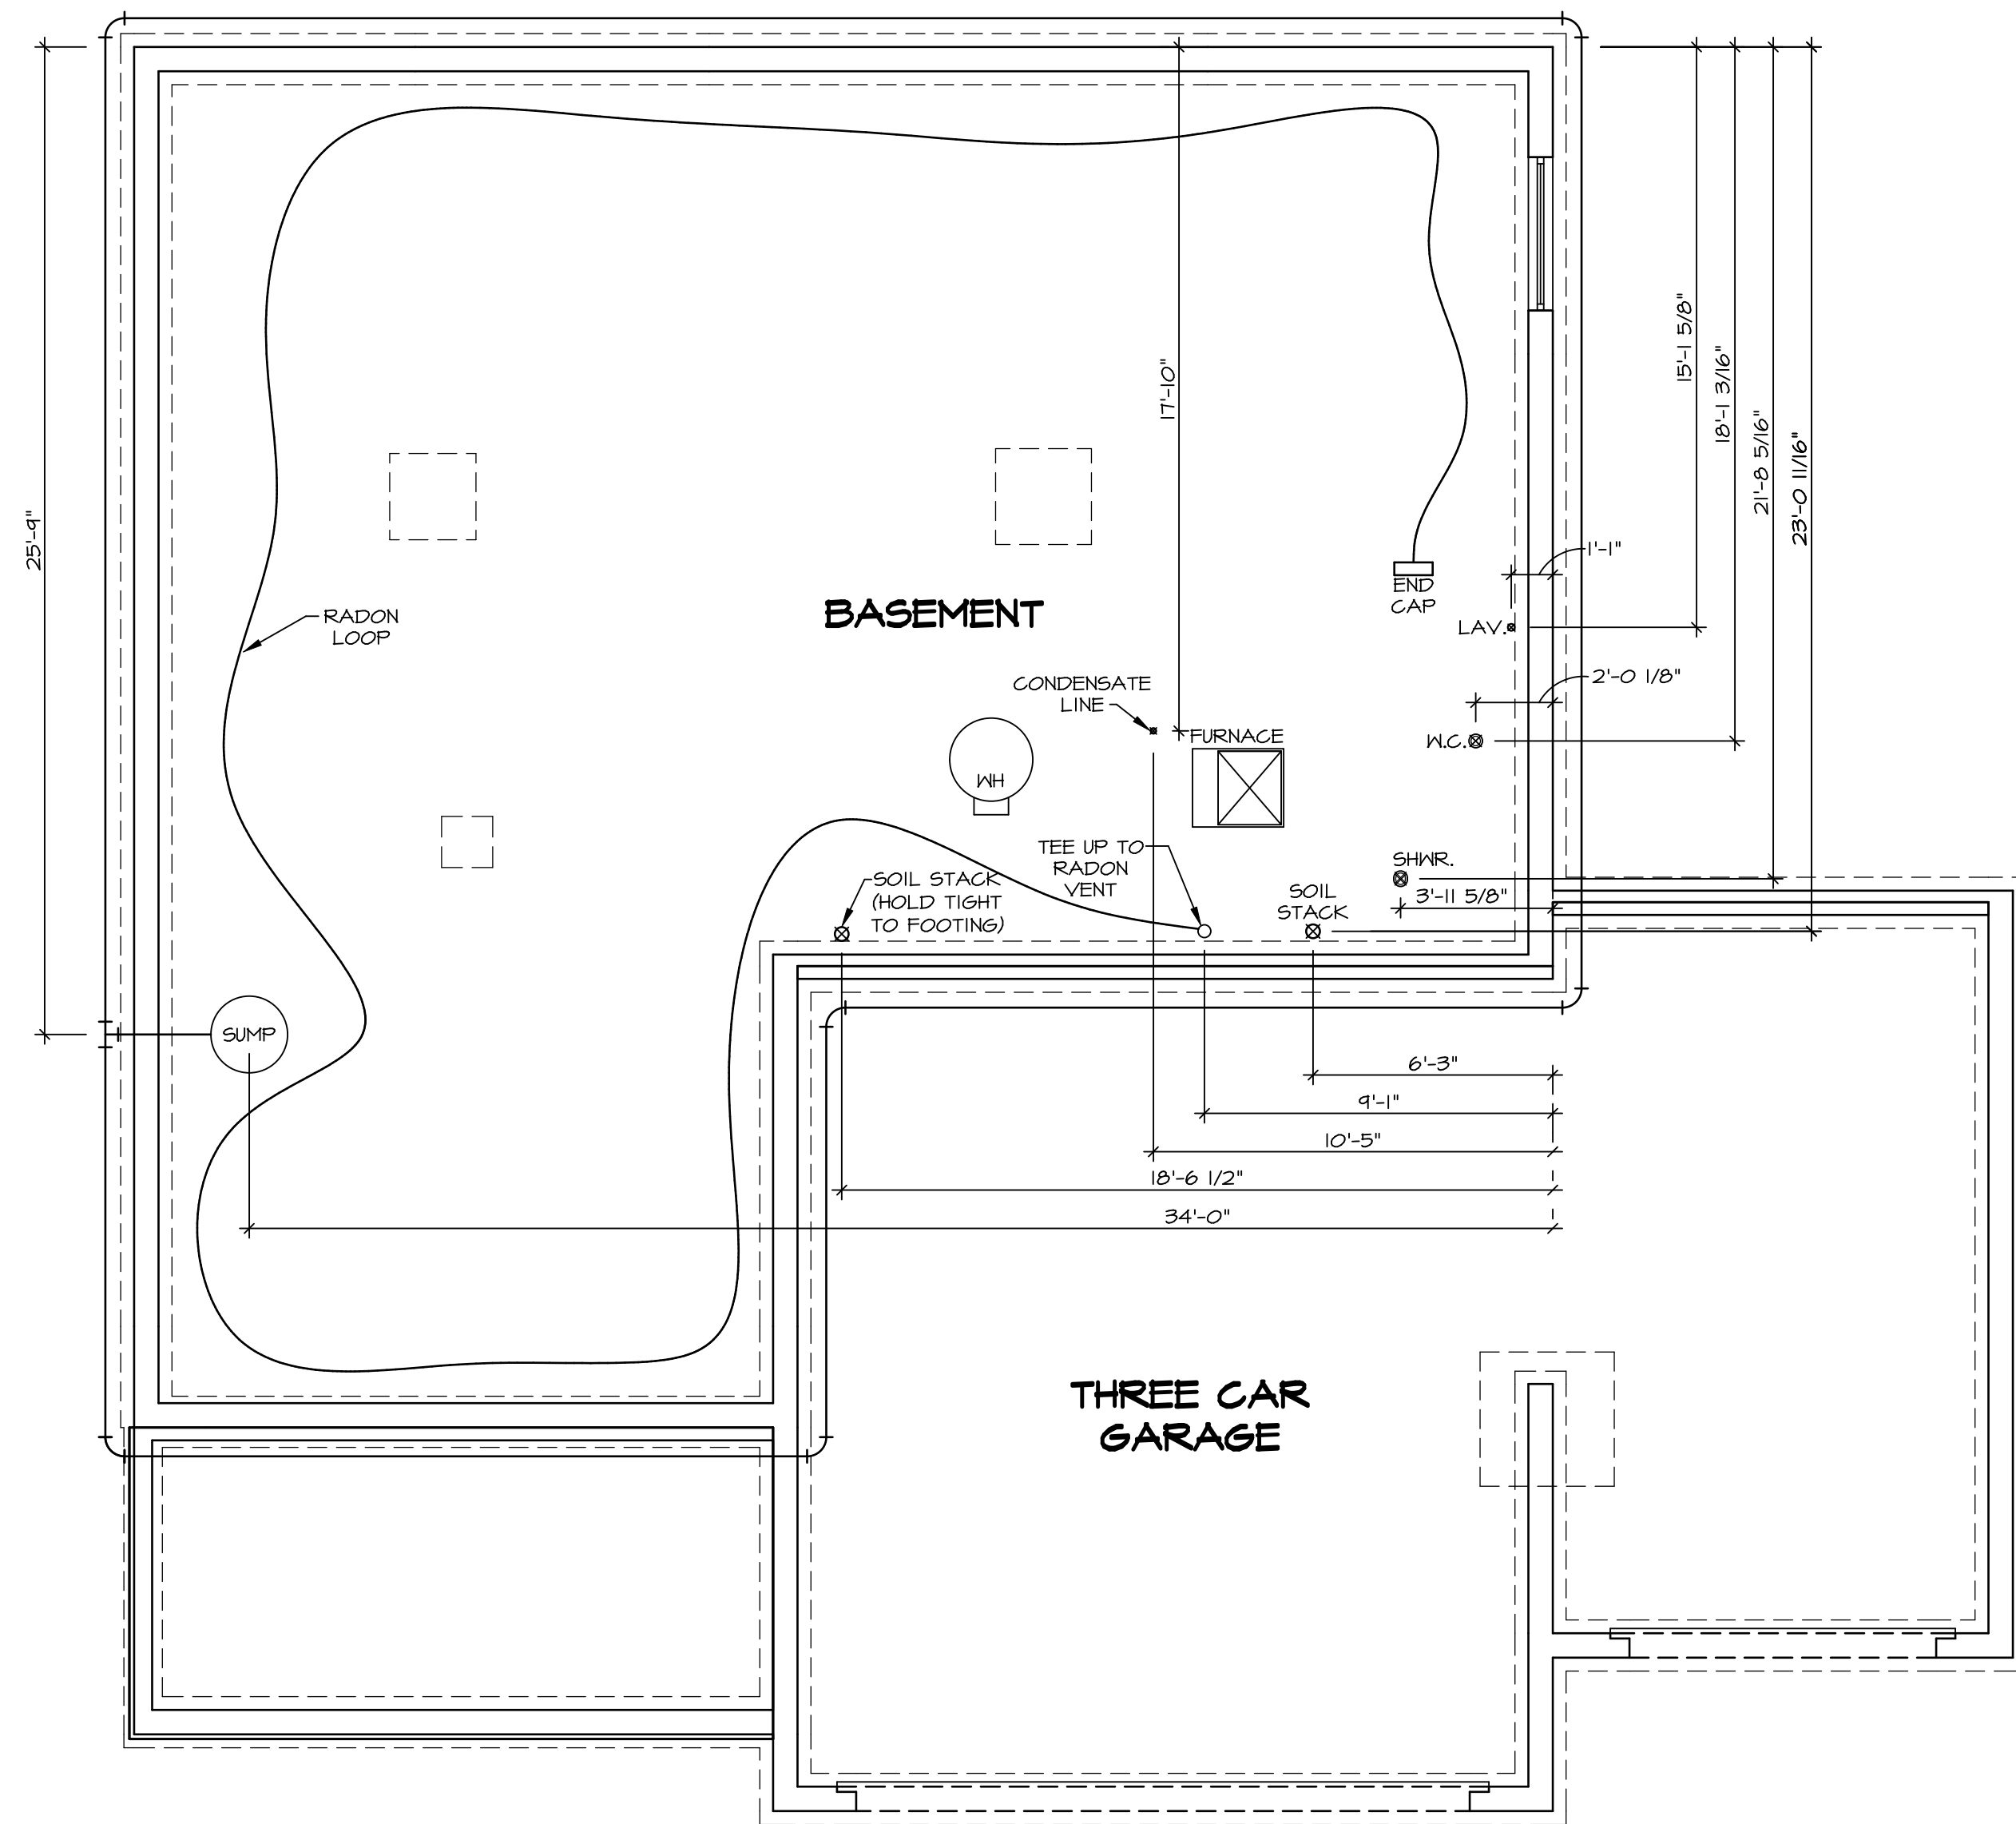 17'-10"
15'-1 5/8"
18'-1 3/16"
21'-8 5/16"
23'-0 11/16"
25'-9"
1'-1"
END
CAP
BASEMENT
RADON
LOOP
LAV.
2'-0 1/8"
CONDENSATE
LINE
FURNACE
W.C.
WH
TEE UP TO
RADON
VENT
SHWR.
SOIL STACK
(HOLD TIGHT
TO FOOTING)
SOIL
STACK
3'-11 5/8"
SUMP
6'-3"
9'-1"
10'-5"
18'-6 1/2"
34'-0"
THREE CAR
GARAGE